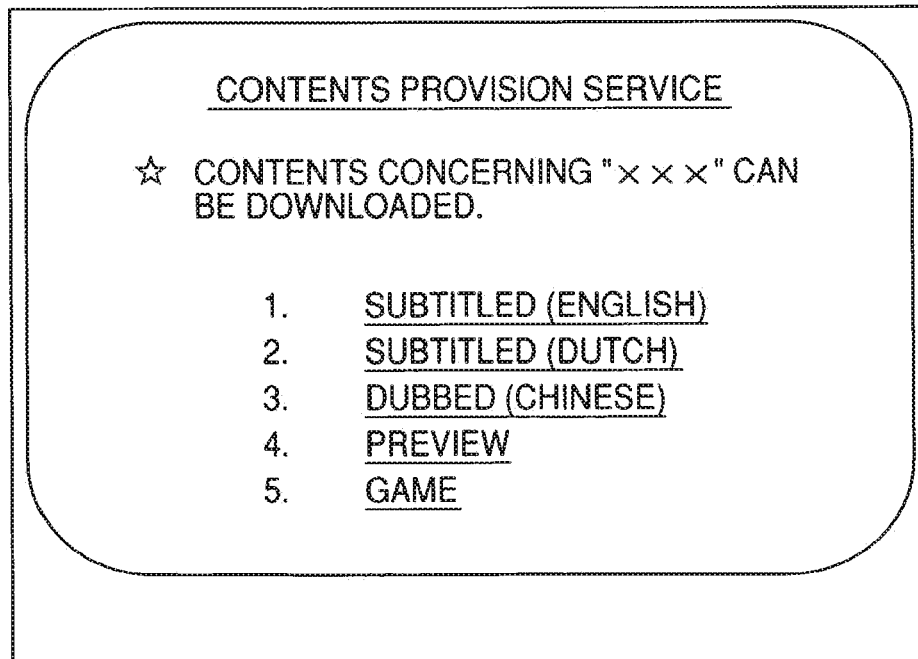 CONTENTS PROVISION SERVICE
☆ CONTENTS CONCERNING "×××" CAN
BE DOWNLOADED.
1. SUBTITLED (ENGLISH)
2. SUBTITLED (DUTCH)
3. DUBBED (CHINESE)
4. PREVIEW
5. GAME